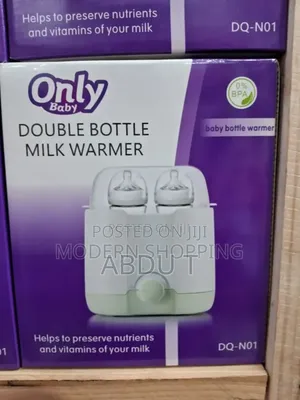 Helps to preserve nutrients
and vitamins of your milk
DQ-N01
Only
Baby
0%
BPA
DOUBLE BOTTLE
MILK WARMER
baby bottle warmer
POSTED ON JIJI
MODERN SHOPPING
ABDU T
Helps to preserve nutrients
and vitamins of your milk
DQ-N01
01